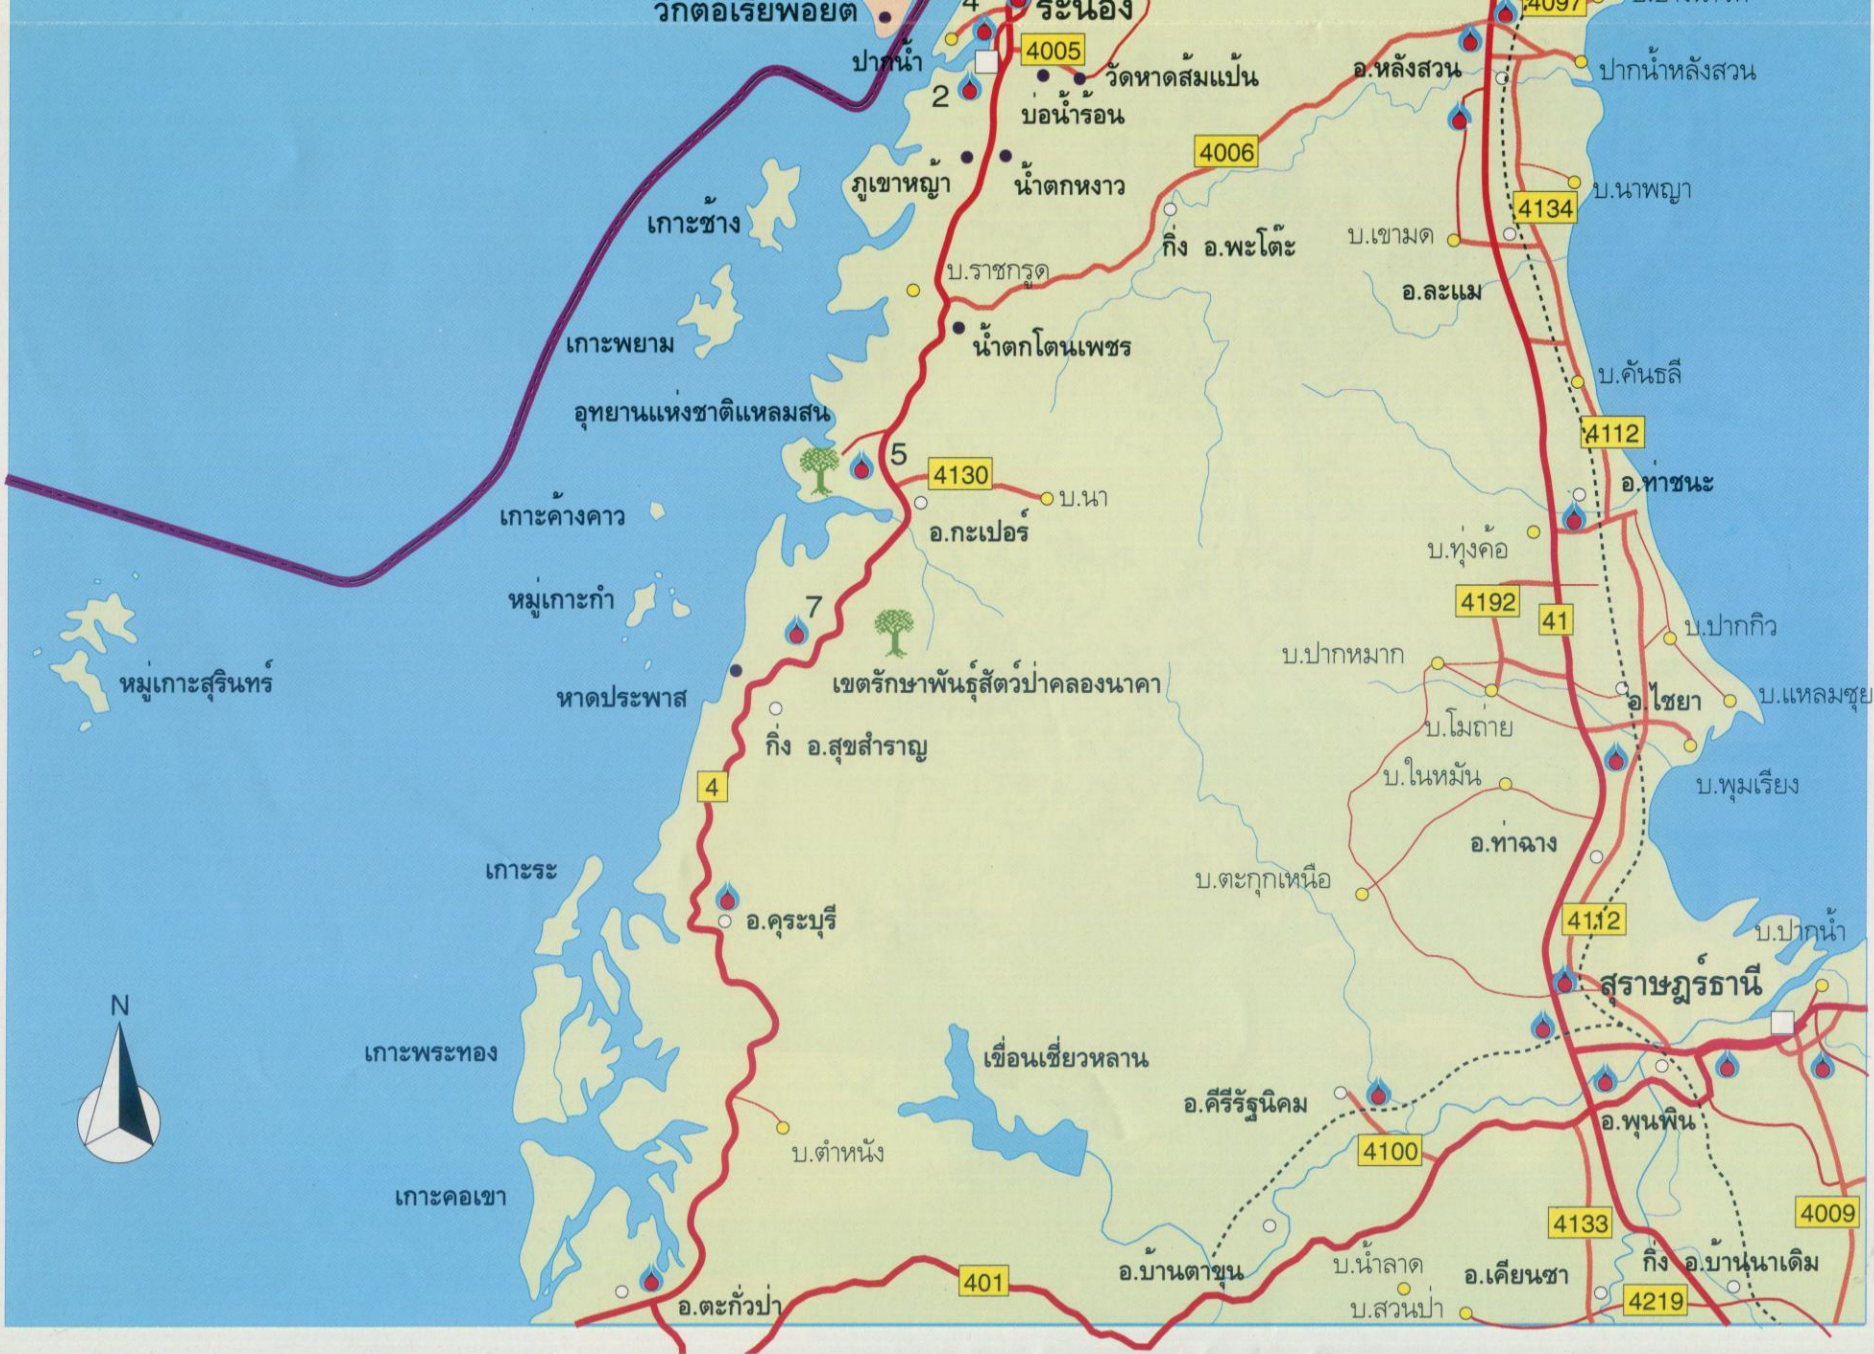 วิกตอเรียพอยต์
4
ระนอง
4097
ปากน้ำ
4005
2
วัดหาดส้มแป้น
บ่อน้ำร้อน
อ.หลังสวน
ปากน้ำหลังสวน
4006
ภูเขาหญ้า
น้ำตกหงาว
บ.นาพญา
4134
เกาะช้าง
กิ่ง อ.พะโต๊ะ
บ.เขามด
บ.ราชกรูด
อ.ละแม
เกาะพยาม
น้ำตกโตนเพชร
บ.คันธลี
อุทยานแห่งชาติแหลมสน
4112
5
4130
บ.นา
อ.ท่าชนะ
เกาะค้างคาว
อ.กะเปอร์
บ.ทุ่งค้อ
หมู่เกาะกำ
7
4192
41
บ.ปากกิว
บ.ปากหมาก
หมู่เกาะสุรินทร์
หาดประพาส
เขตรักษาพันธุ์สัตว์ป่าคลองนาคา
อ.ไชยา
บ.แหลมซุย
บ.โมถ่าย
กิ่ง อ.สุขสำราญ
4
บ.ในหมัน
บ.พุมเรียง
อ.ท่าฉาง
เกาะระ
บ.ตะกุกเหนือ
อ.คุระบุรี
4112
บ.ปากน้ำ
สุราษฎร์ธานี
N
เกาะพระทอง
เขื่อนเชี่ยวหลาน
อ.คีรีรัฐนิคม
อ.พุนพิน
บ.ตำหนัง
4100
เกาะคอเขา
4133
4009
401
อ.บ้านตาขุน
บ.น้ำลาด
อ.เคียนซา
กิ่ง อ.บ้านนาเดิม
อ.ตะกั่วป่า
บ.สวนป่า
4219